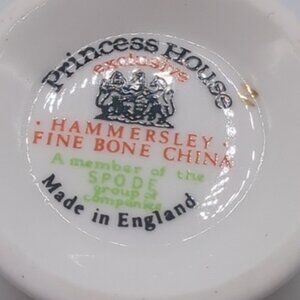 Princess House
exclusive
· HAMMERSLEY ·
FINE BONE CHINA
A member of the
SPODE
group of
companies
Made in England